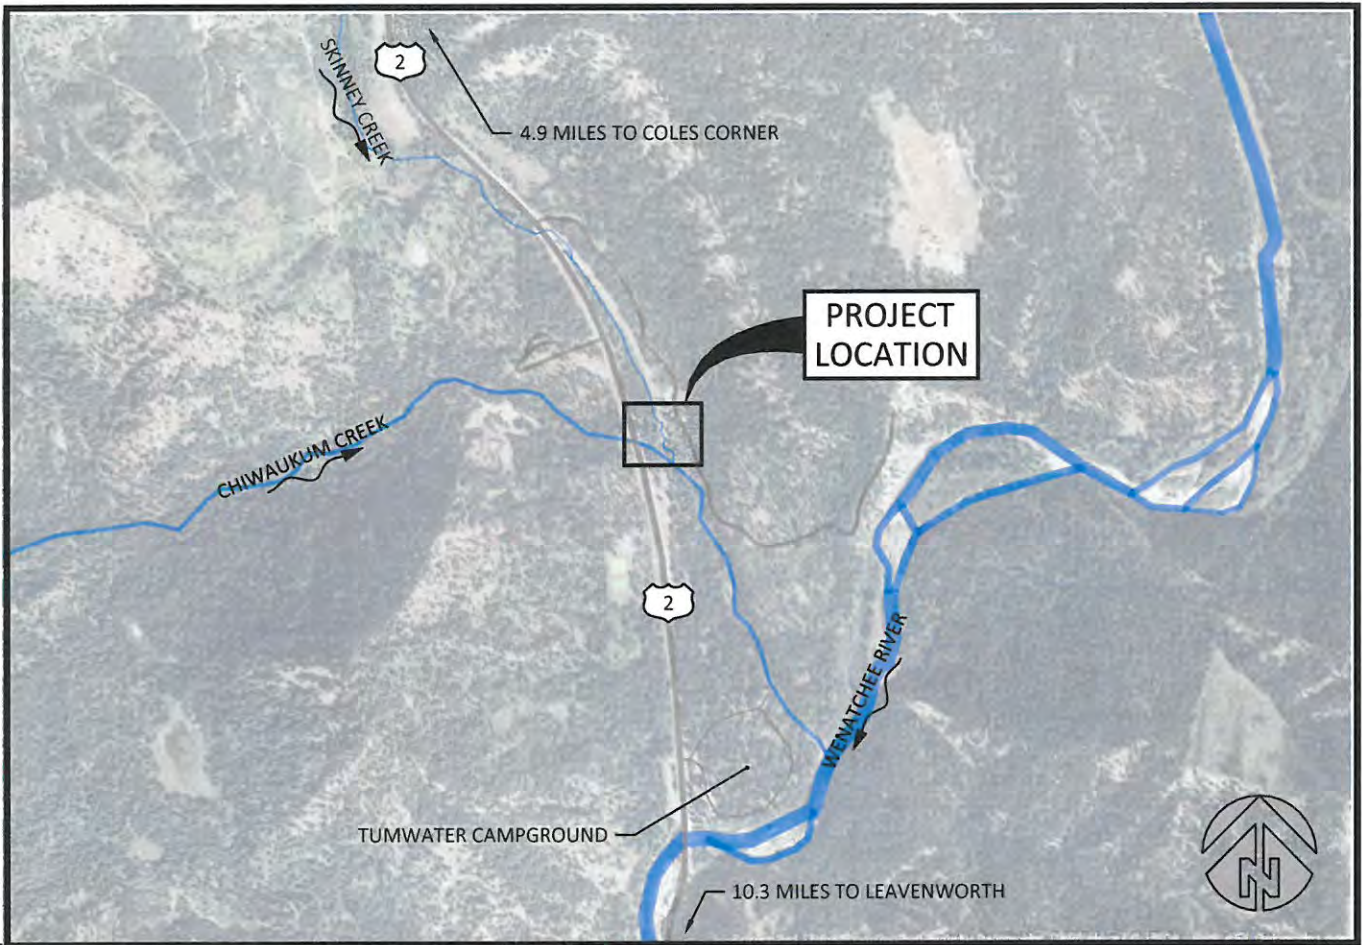 2
SKINNEY CREEK
4.9 MILES TO COLES CORNER
PROJECT
LOCATION
CHIWAUKUM CREEK
2
WENATCHEE RIVER
TUMWATER CAMPGROUND
10.3 MILES TO LEAVENWORTH
N